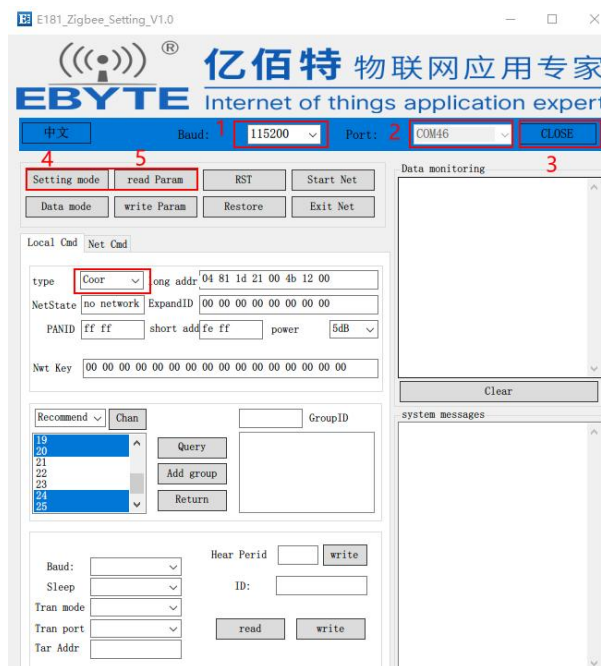 E181_Zigbee_Setting_V1.0
®
亿佰特 物联网应用专家
EBYTE
Internet of things application expert
中文 Baud: 1 115200 Port: 2 COM46 CLOSE
4 5 3
Setting mode read Param RST Start Net
Data mode write Param Restore Exit Net
Data monitoring
Local Cmd Net Cmd
type Coor long addr 04 81 1d 21 00 4b 12 00
NetState no network ExpandID 00 00 00 00 00 00 00 00
PANID ff ff short add fe ff power 5dB
Nwt Key 00 00 00 00 00 00 00 00 00 00 00 00 00 00 00 00
Clear
Recommend Chan GroupID
system messages
19
20
21
22
23
24
25
Query
Add group
Return
Hear Perid write
Baud:
Sleep ID:
Tran mode
Tran port read write
Tar Addr